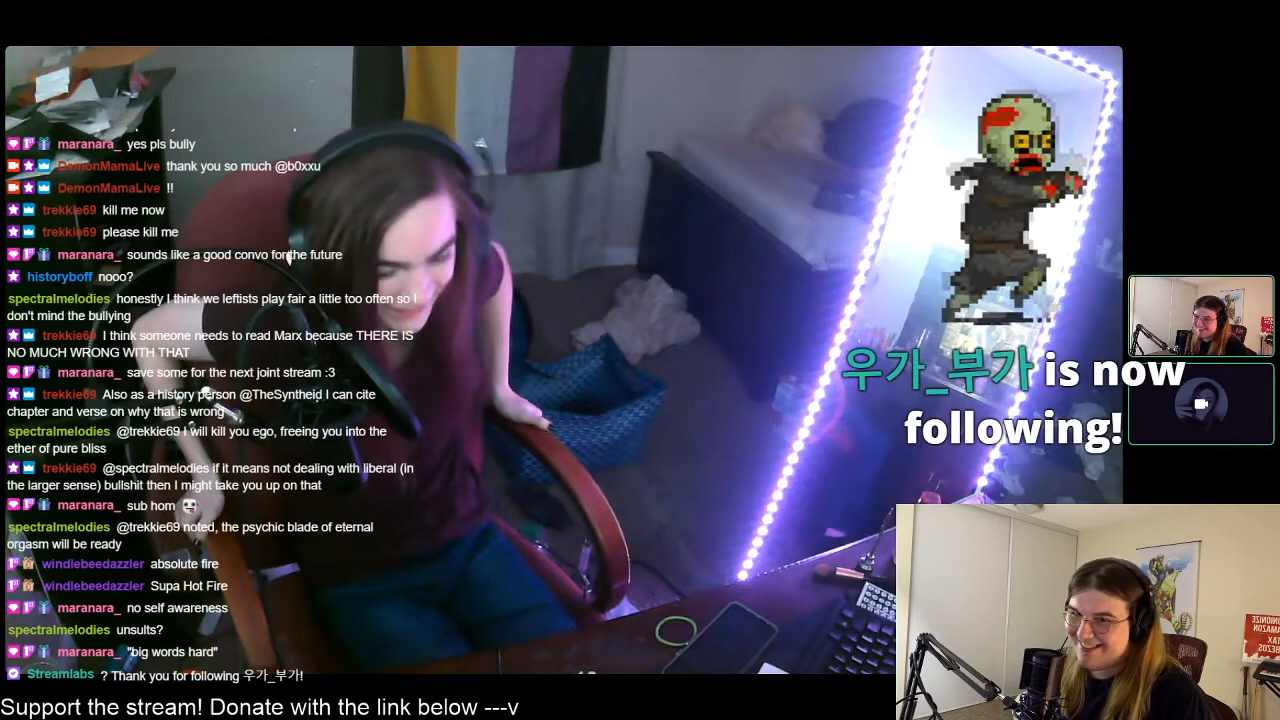 maranara_ yes pls bully
DemonMamaLive thank you so much @b0xxu
DemonMamaLive !!
trekkie69 kill me now
trekkie69 please kill me
maranara_ sounds like a good convo for the future
historyboff nooo?
spectralmelodies honestly I think we leftists play fair a little too often so I
don't mind the bullying
trekkie69 I think someone needs to read Marx because THERE IS
NO MUCH WRONG WITH THAT
maranara_ save some for the next joint stream :3
trekkie69 Also as a history person @TheSyntheid I can cite
chapter and verse on why that is wrong
spectralmelodies @trekkie69 I will kill you ego, freeing you into the
ether of pure bliss
trekkie69 @spectralmelodies if it means not dealing with liberal (in
the larger sense) bullshit then I might take you up on that
maranara_ sub hom
spectralmelodies @trekkie69 noted, the psychic blade of eternal
orgasm will be ready
windlebeedazzler absolute fire
windlebeedazzler Supa Hot Fire
maranara_ no self awareness
spectralmelodies unsults?
maranara_ "big words hard"
Streamlabs ? Thank you for following 우가_부가!
우가_부가 is now
following!
UNIONIZE
AMAZON
TAX
BEZOS
Support the stream! Donate with the link below ---v